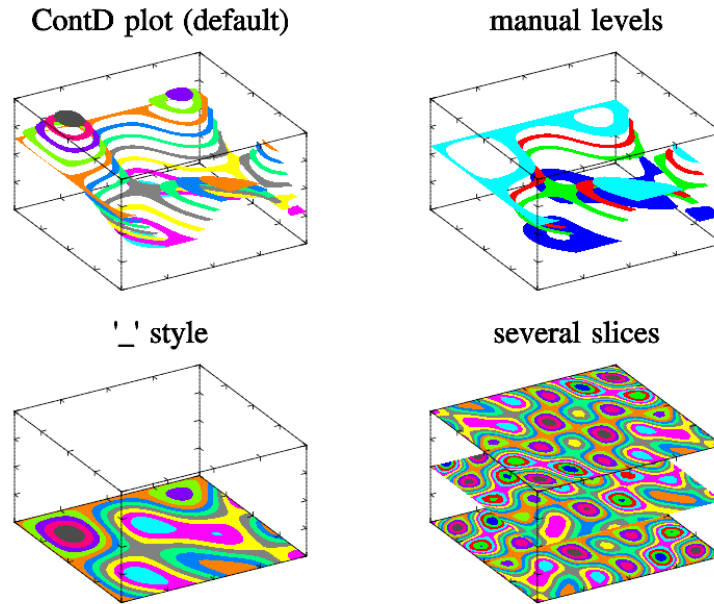 ContD plot (default)
manual levels
'_' style
several slices